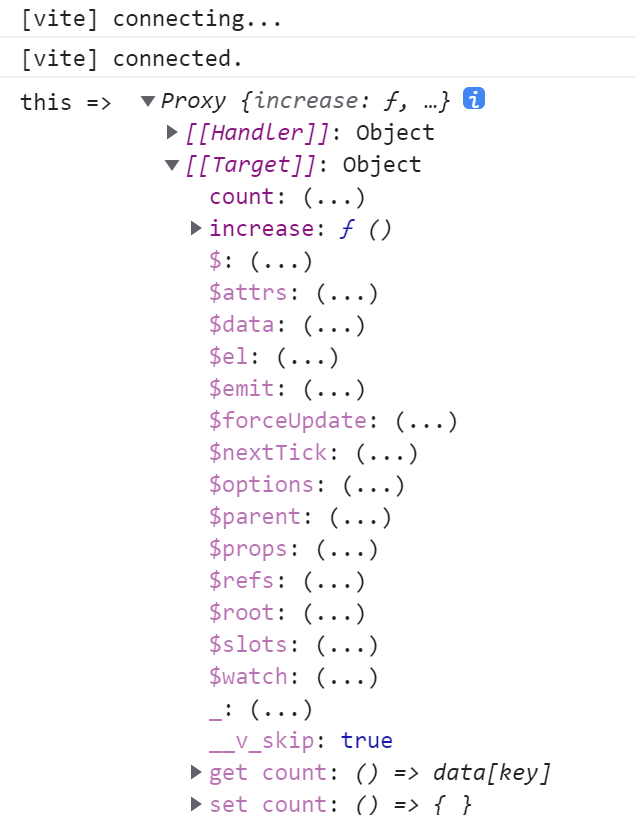 [vite] connecting...
[vite] connected.
this => ▼Proxy {increase: ƒ, …} i
▶[[Handler]]: Object
▼[[Target]]: Object
count: (...)
▶increase: ƒ ()
$: (...)
$attrs: (...)
$data: (...)
$el: (...)
$emit: (...)
$forceUpdate: (...)
$nextTick: (...)
$options: (...)
$parent: (...)
$props: (...)
$refs: (...)
$root: (...)
$slots: (...)
$watch: (...)
_: (...)
__v_skip: true
▶get count: () => data[key]
▶set count: () => { }